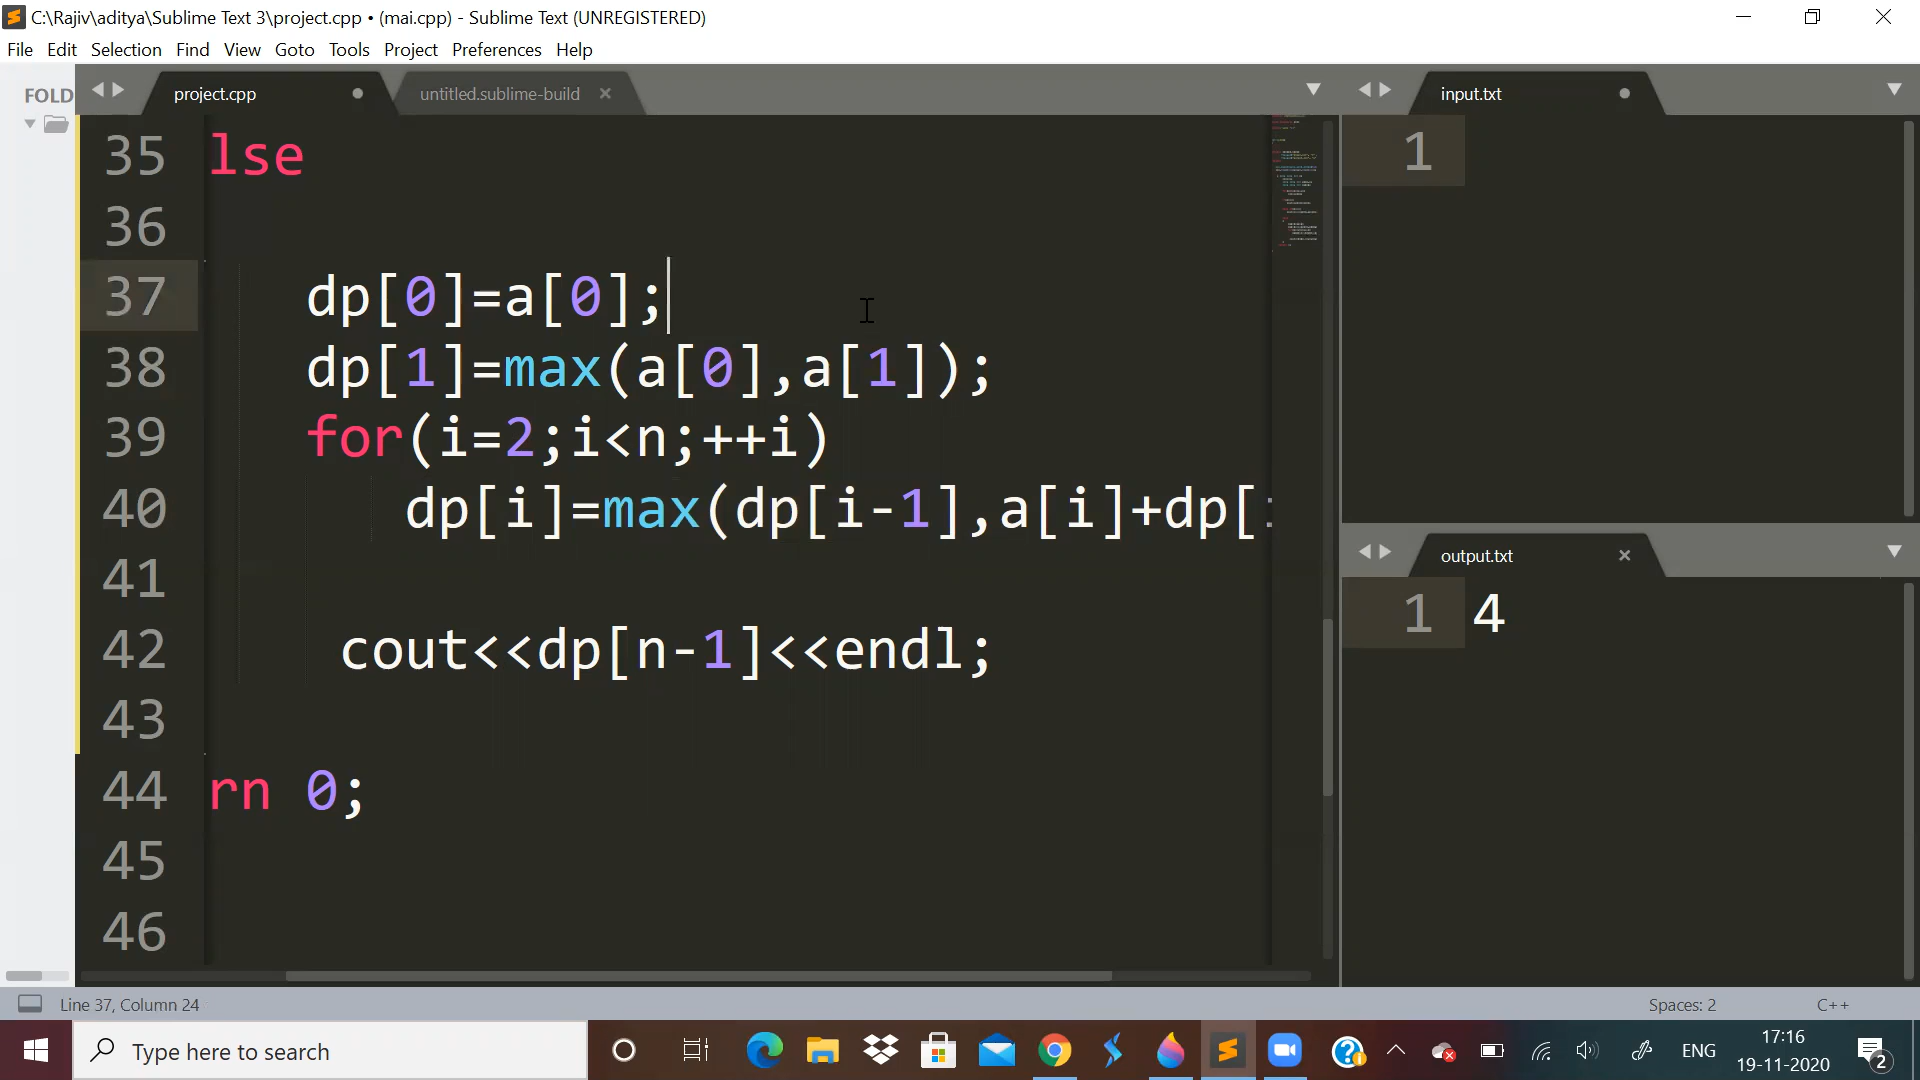 C:\Rajiv\aditya\Sublime Text 3\project.cpp • (mai.cpp) - Sublime Text (UNREGISTERED)
File Edit Selection Find View Goto Tools Project Preferences Help
FOLD
project.cpp
untitled.sublime-build
35 lse
36
37 dp[0]=a[0];
38 dp[1]=max(a[0],a[1]);
39 for(i=2;i<n;++i)
40 dp[i]=max(dp[i-1],a[i]+dp[
41
42 cout<<dp[n-1]<<endl;
43
44 rn 0;
45
46
input.txt
1
output.txt
1 4
Line 37, Column 24
Spaces: 2
C++
Type here to search
ENG
17:16
19-11-2020
2